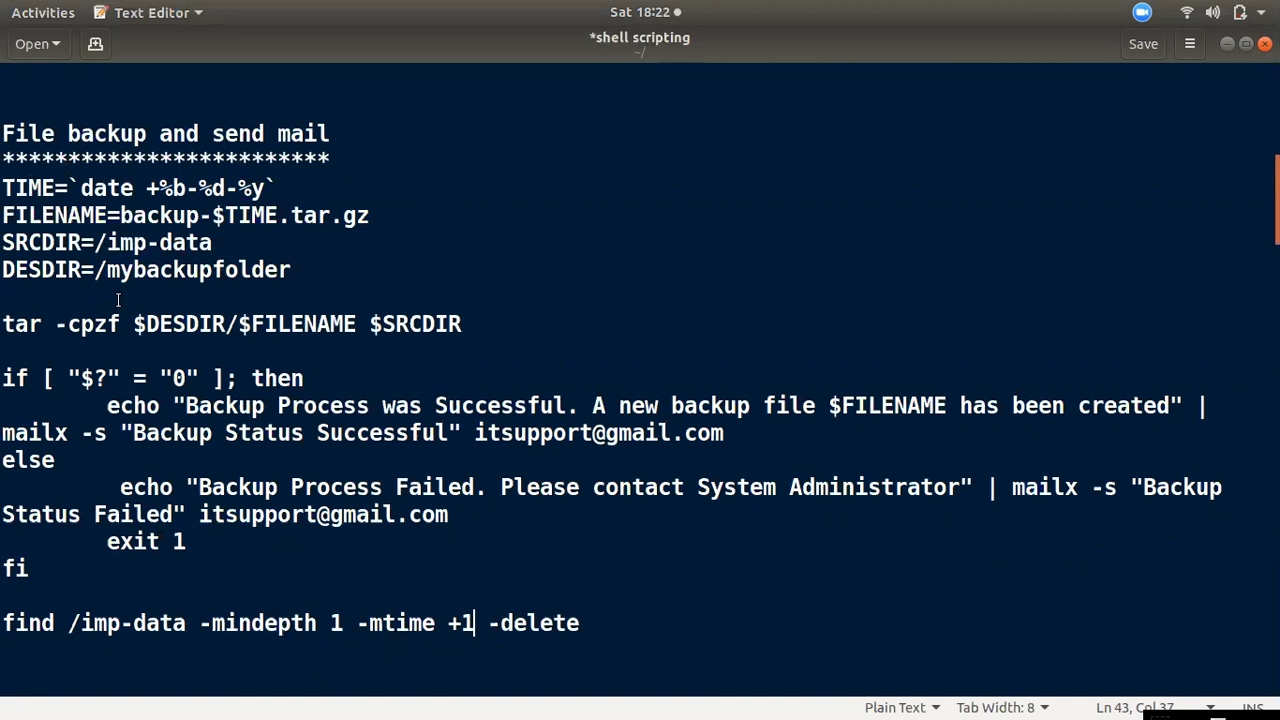 Activities Text Editor Sat 18:22
Open *shell scripting Save
~/
File backup and send mail
*************************
TIME=`date +%b-%d-%y`
FILENAME=backup-$TIME.tar.gz
SRCDIR=/imp-data
DESDIR=/mybackupfolder
tar -cpzf $DESDIR/$FILENAME $SRCDIR
if [ "$?" = "0" ]; then
echo "Backup Process was Successful. A new backup file $FILENAME has been created" |
mailx -s "Backup Status Successful" itsupport@gmail.com
else
echo "Backup Process Failed. Please contact System Administrator" | mailx -s "Backup
Status Failed" itsupport@gmail.com
exit 1
fi
find /imp-data -mindepth 1 -mtime +1 -delete
Plain Text Tab Width: 8 Ln 43, Col 37 INS